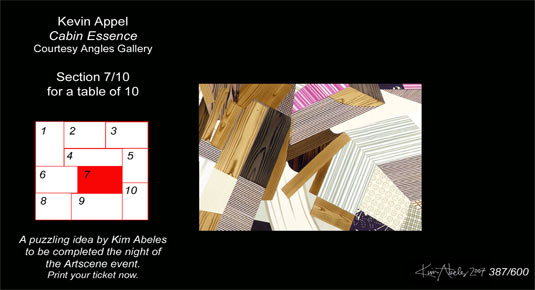 Kevin Appel
Cabin Essence
Courtesy Angles Gallery
Section 7/10
for a table of 10
1 2 3
4 5
6 7
8 9 10
A puzzling idea by Kim Abeles
to be completed the night of
the Artscene event.
Print your ticket now.
Kim Abeles 2007 387/600